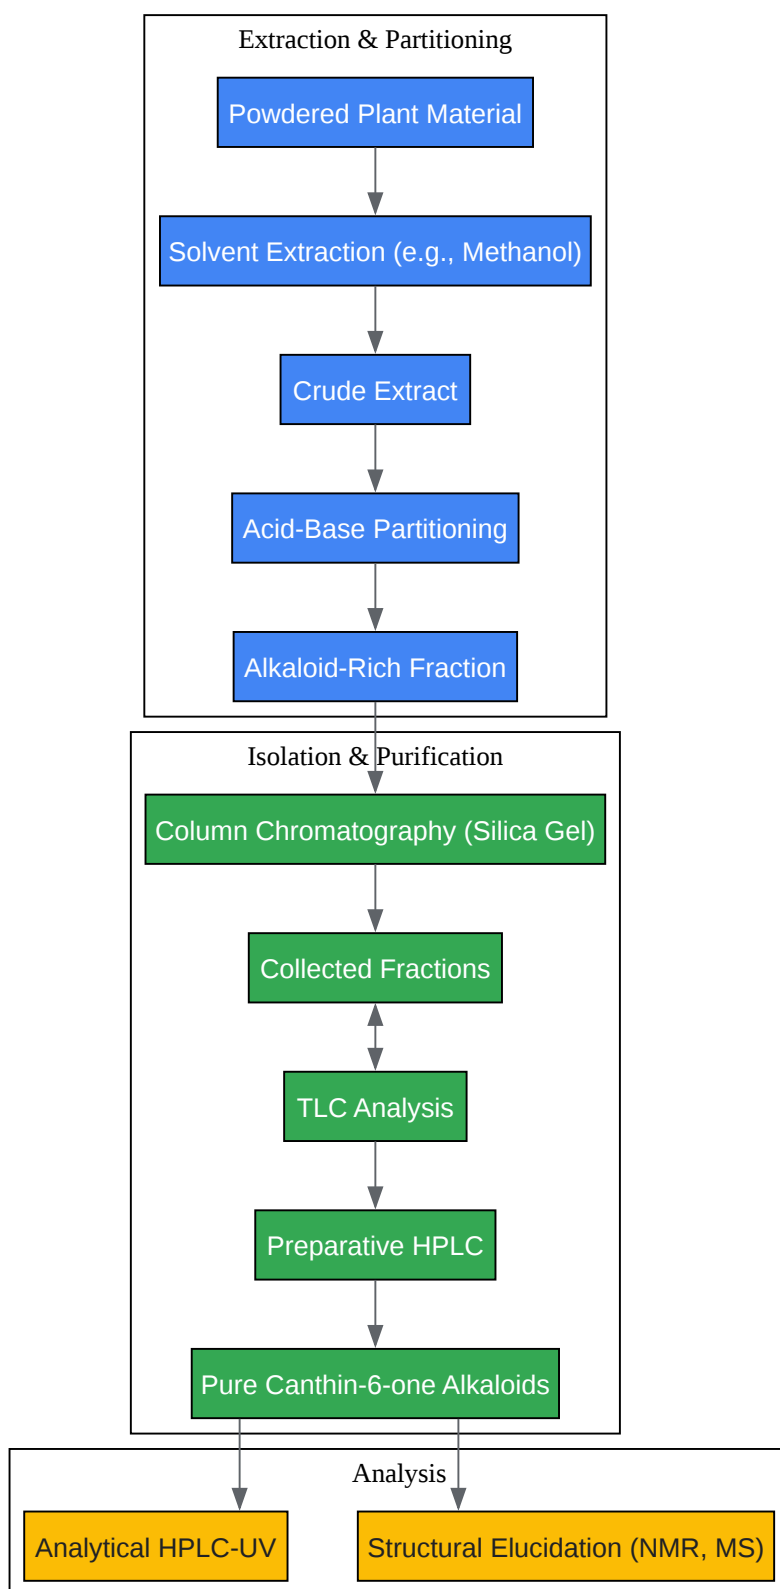 Extraction & Partitioning
Powdered Plant Material
Solvent Extraction (e.g., Methanol)
Crude Extract
Acid-Base Partitioning
Alkaloid-Rich Fraction
Isolation & Purification
Column Chromatography (Silica Gel)
Collected Fractions
TLC Analysis
Preparative HPLC
Pure Canthin-6-one Alkaloids
Analysis
Analytical HPLC-UV
Structural Elucidation (NMR, MS)